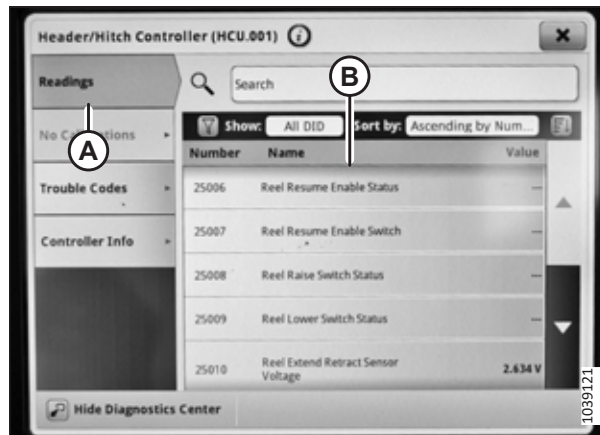 Header/Hitch Controller (HCU.001)
Readings
Search
B
Show: All DID Sort by: Ascending by Num...
No Calibrations
A
Number Name Value
Trouble Codes
25006 Reel Resume Enable Status ---
25007 Reel Resume Enable Switch ---
Controller Info
25008 Reel Raise Switch Status ---
25009 Reel Lower Switch Status ---
25010 Reel Extend Retract Sensor
Voltage 2.634 V
Hide Diagnostics Center
1039121